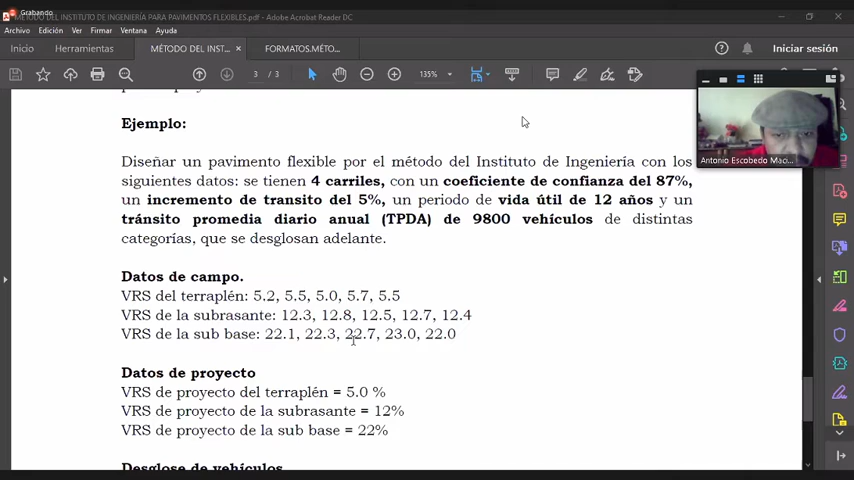 Grabando
MÉTODO DEL INSTITUTO DE INGENIERÍA PARA PAVIMENTOS FLEXIBLES.pdf - Adobe Acrobat Reader DC
Archivo Edición Ver Firmar Ventana Ayuda
Inicio Herramientas MÉTODO DEL INST... × FORMATOS.MÉTO... Iniciar sesión
3 / 3 135%
Antonio Escobedo Maci...
Ejemplo:
Diseñar un pavimento flexible por el método del Instituto de Ingeniería con los
siguientes datos: se tienen 4 carriles, con un coeficiente de confianza del 87%,
un incremento de transito del 5%, un periodo de vida útil de 12 años y un
tránsito promedia diario anual (TPDA) de 9800 vehículos de distintas
categorías, que se desglosan adelante.
Datos de campo.
VRS del terraplén: 5.2, 5.5, 5.0, 5.7, 5.5
VRS de la subrasante: 12.3, 12.8, 12.5, 12.7, 12.4
VRS de la sub base: 22.1, 22.3, 22.7, 23.0, 22.0
Datos de proyecto
VRS de proyecto del terraplén = 5.0 %
VRS de proyecto de la subrasante = 12%
VRS de proyecto de la sub base = 22%
Desglose de vehículos